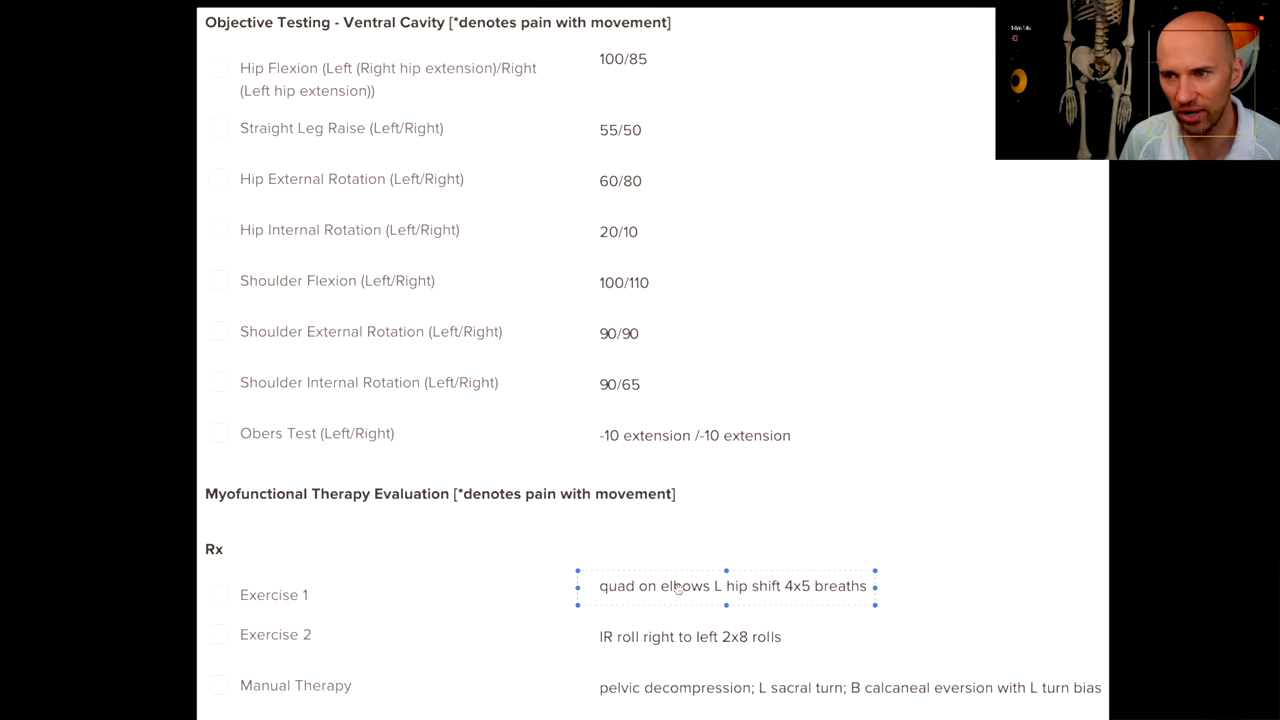 Objective Testing - Ventral Cavity [*denotes pain with movement]
Hip Flexion (Left (Right hip extension)/Right
(Left hip extension))
100/85
Straight Leg Raise (Left/Right)
55/50
Hip External Rotation (Left/Right)
60/80
Hip Internal Rotation (Left/Right)
20/10
Shoulder Flexion (Left/Right)
100/110
Shoulder External Rotation (Left/Right)
90/90
Shoulder Internal Rotation (Left/Right)
90/65
Obers Test (Left/Right)
-10 extension /-10 extension
Myofunctional Therapy Evaluation [*denotes pain with movement]
Rx
Exercise 1
quad on elbows L hip shift 4x5 breaths
Exercise 2
IR roll right to left 2x8 rolls
Manual Therapy
pelvic decompression; L sacral turn; B calcaneal eversion with L turn bias